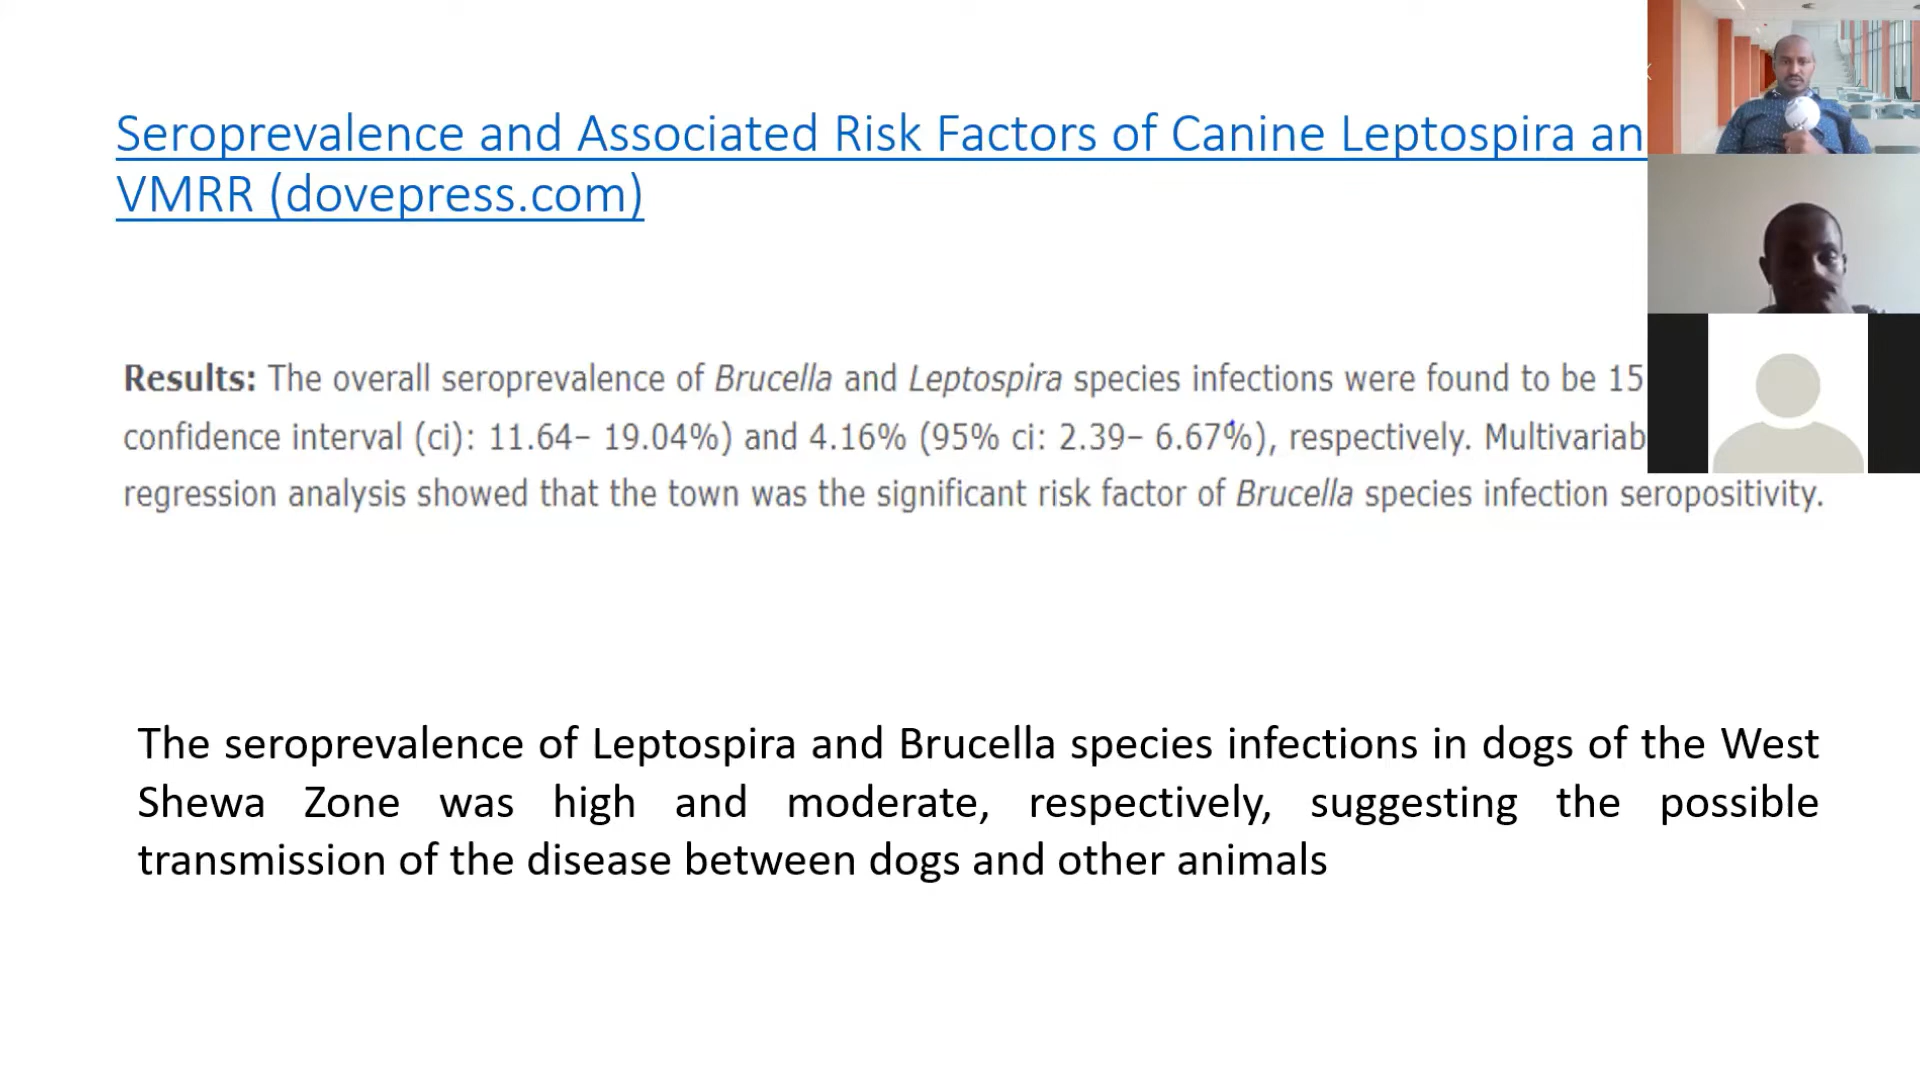 Seroprevalence and Associated Risk Factors of Canine Leptospira an
VMRR (dovepress.com)
Results: The overall seroprevalence of Brucella and Leptospira species infections were found to be 15
confidence interval (ci): 11.64– 19.04%) and 4.16% (95% ci: 2.39– 6.67%), respectively. Multivariab
regression analysis showed that the town was the significant risk factor of Brucella species infection seropositivity.
The seroprevalence of Leptospira and Brucella species infections in dogs of the West
Shewa Zone was high and moderate, respectively, suggesting the possible
transmission of the disease between dogs and other animals